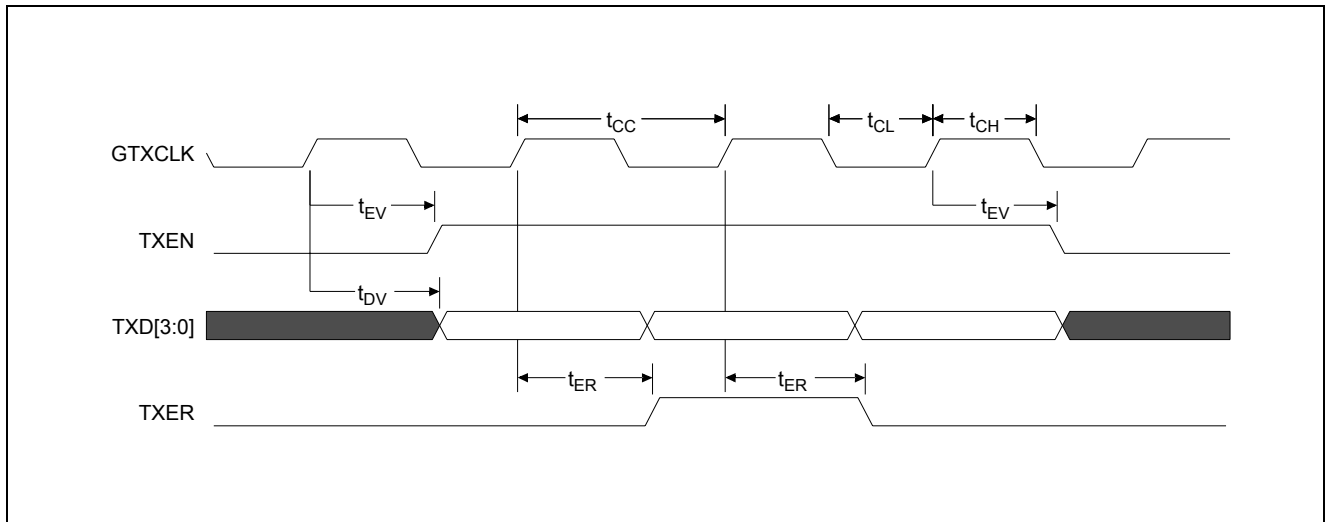 tCC
tCL
tCH
GTXCLK
tEV
tEV
TXEN
tDV
TXD[3:0]
tER
tER
TXER